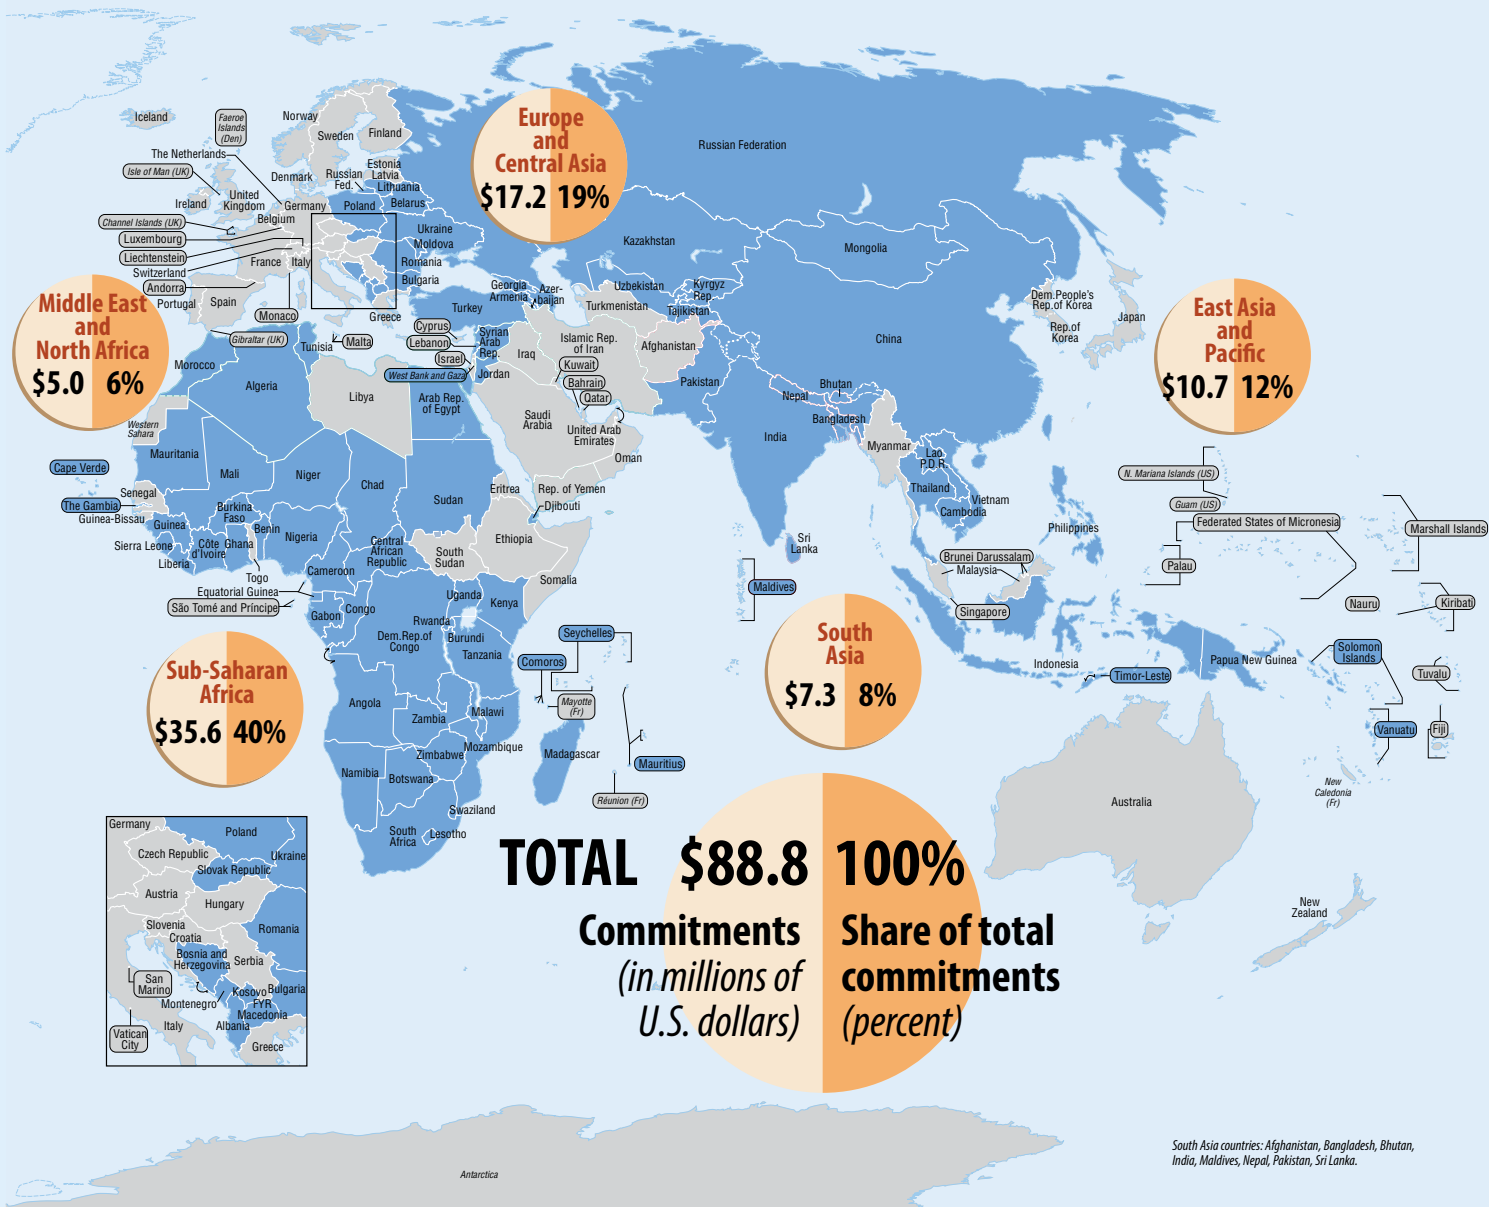 Iceland
Faeroe
Islands
(Den)
Norway
Sweden
Finland
The Netherlands
Isle of Man (UK)
Denmark
Estonia
Latvia
Russian
Fed.
Lithuania
Ireland
United
Kingdom
Germany
Poland
Belarus
Channel Islands (UK)
Belgium
Luxembourg
Ukraine
Moldova
Liechtenstein
France
Italy
Romania
Switzerland
Bulgaria
Andorra
Portugal
Spain
Monaco
Greece
Gibraltar (UK)
Malta
Tunisia
Russian Federation
Europe
and
Central Asia
$17.2 19%
Kazakhstan
Mongolia
Georgia
Armenia
Azer-
baijan
Uzbekistan
Kyrgyz
Rep.
Turkmenistan
Tajikistan
Turkey
Cyprus
Lebanon
Syrian
Arab
Rep.
Israel
West Bank and Gaza
Jordan
Iraq
Islamic Rep.
of Iran
Afghanistan
Kuwait
Bahrain
Qatar
Dem.People's
Rep.of Korea
Rep.of
Korea
Japan
China
Middle East
and
North Africa
$5.0 6%
East Asia
and
Pacific
$10.7 12%
Morocco
Algeria
Libya
Arab Rep.
of Egypt
Saudi
Arabia
United Arab
Emirates
Oman
Pakistan
Nepal
Bhutan
Bangladesh
India
Myanmar
Lao
P.D.R.
Thailand
Vietnam
Cambodia
Western
Sahara
Mauritania
Cape Verde
Mali
Niger
Chad
Sudan
Eritrea
Rep. of Yemen
Djibouti
Senegal
The Gambia
Guinea-Bissau
Burkina
Faso
Guinea
Benin
Nigeria
Sierra Leone
Côte
d'Ivoire
Ghana
Liberia
Togo
Cameroon
Central
African
Republic
South
Sudan
Ethiopia
Somalia
Equatorial Guinea
São Tomé and Príncipe
Gabon
Congo
Uganda
Kenya
Rwanda
Burundi
Dem.Rep.of
Congo
Tanzania
Sri
Lanka
Maldives
Philippines
Brunei Darussalam
Malaysia
Singapore
N. Mariana Islands (US)
Guam (US)
Federated States of Micronesia
Marshall Islands
Palau
Nauru
Kiribati
Indonesia
Timor-Leste
Papua New Guinea
Solomon
Islands
Tuvalu
Vanuatu
Fiji
New
Caledonia
(Fr)
Sub-Saharan
Africa
$35.6 40%
South
Asia
$7.3 8%
Seychelles
Comoros
Mayotte
(Fr)
Angola
Zambia
Malawi
Mozambique
Zimbabwe
Madagascar
Namibia
Botswana
Mauritius
Réunion (Fr)
Swaziland
South
Africa
Lesotho
Australia
New
Zealand
Germany
Poland
Czech Republic
Ukraine
Slovak Republic
Austria
Hungary
Slovenia
Croatia
Romania
Bosnia and
Herzegovina
Serbia
San
Marino
Montenegro
Kosovo
Bulgaria
FYR
Macedonia
Italy
Albania
Vatican
City
Greece
TOTAL $88.8 100%
Commitments
(in millions of
U.S. dollars)
Share of total
commitments
(percent)
South Asia countries: Afghanistan, Bangladesh, Bhutan,
India, Maldives, Nepal, Pakistan, Sri Lanka.
Antarctica